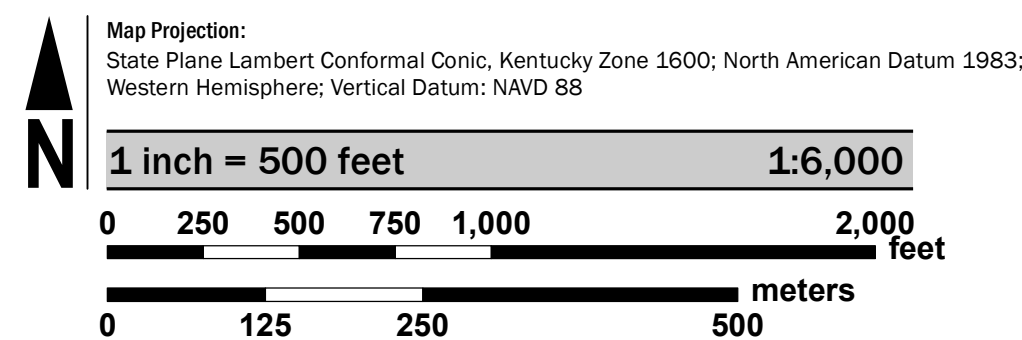 Map Projection:
State Plane Lambert Conformal Conic, Kentucky Zone 1600; North American Datum 1983;
Western Hemisphere; Vertical Datum: NAVD 88
N
1 inch = 500 feet 1:6,000
0 250 500 750 1,000 2,000
feet
meters
0 125 250 500